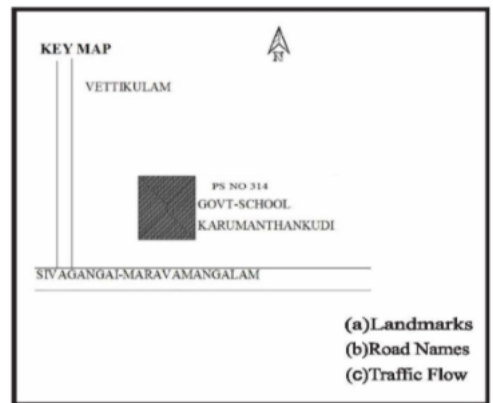 N
KEY MAP
VETTIKULAM
PS NO 314
GOVT-SCHOOL
KARUMANTHANKUDI
SIVAGANGAI-MARAVAMANGALAM
(a)Landmarks
(b)Road Names
(c)Traffic Flow